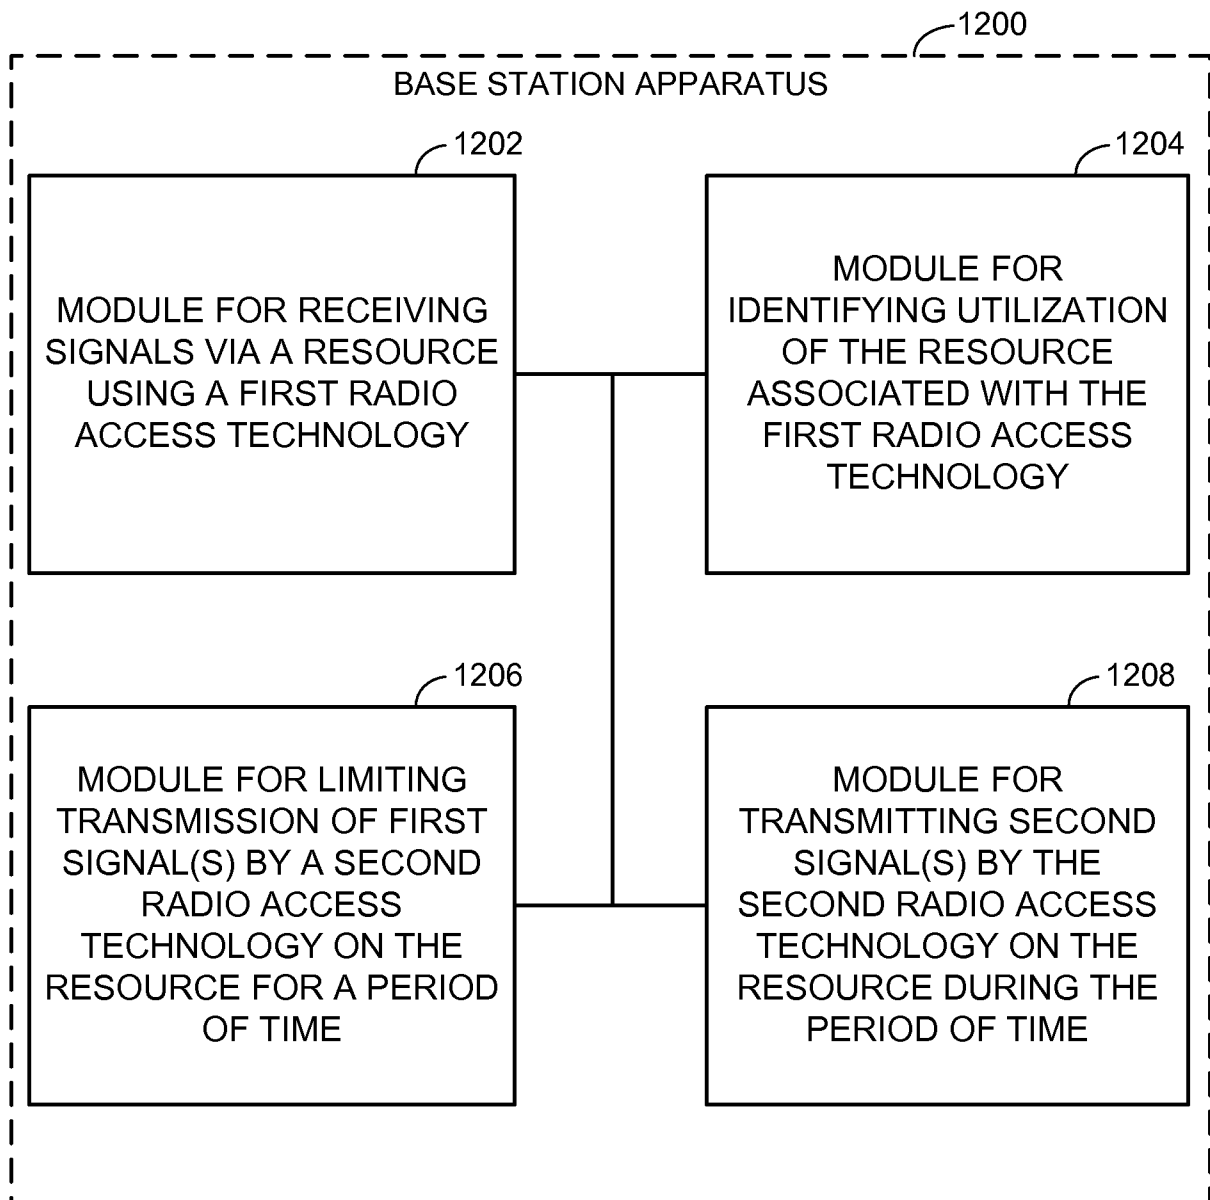 1200
BASE STATION APPARATUS
1202
MODULE FOR RECEIVING
SIGNALS VIA A RESOURCE
USING A FIRST RADIO
ACCESS TECHNOLOGY
1204
MODULE FOR
IDENTIFYING UTILIZATION
OF THE RESOURCE
ASSOCIATED WITH THE
FIRST RADIO ACCESS
TECHNOLOGY
1206
MODULE FOR LIMITING
TRANSMISSION OF FIRST
SIGNAL(S) BY A SECOND
RADIO ACCESS
TECHNOLOGY ON THE
RESOURCE FOR A PERIOD
OF TIME
1208
MODULE FOR
TRANSMITTING SECOND
SIGNAL(S) BY THE
SECOND RADIO ACCESS
TECHNOLOGY ON THE
RESOURCE DURING THE
PERIOD OF TIME